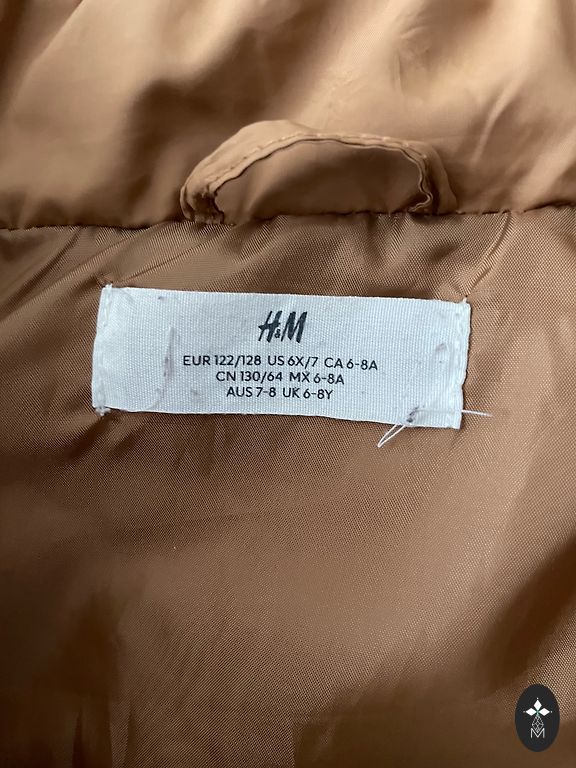 H&M
EUR 122/128 US 6X/7 CA 6-8A
CN 130/64 MX 6-8A
AUS 7-8 UK 6-8Y
M